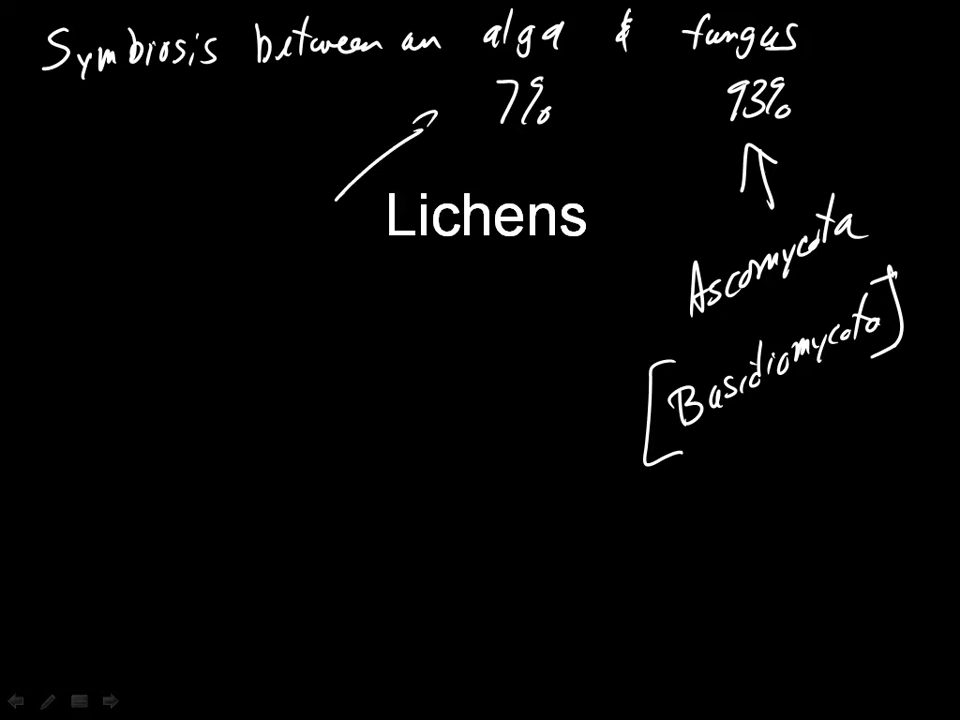 Symbiosis between an alga & fungus
7% 93%
Lichens
Ascomycota
[Basidiomycota]